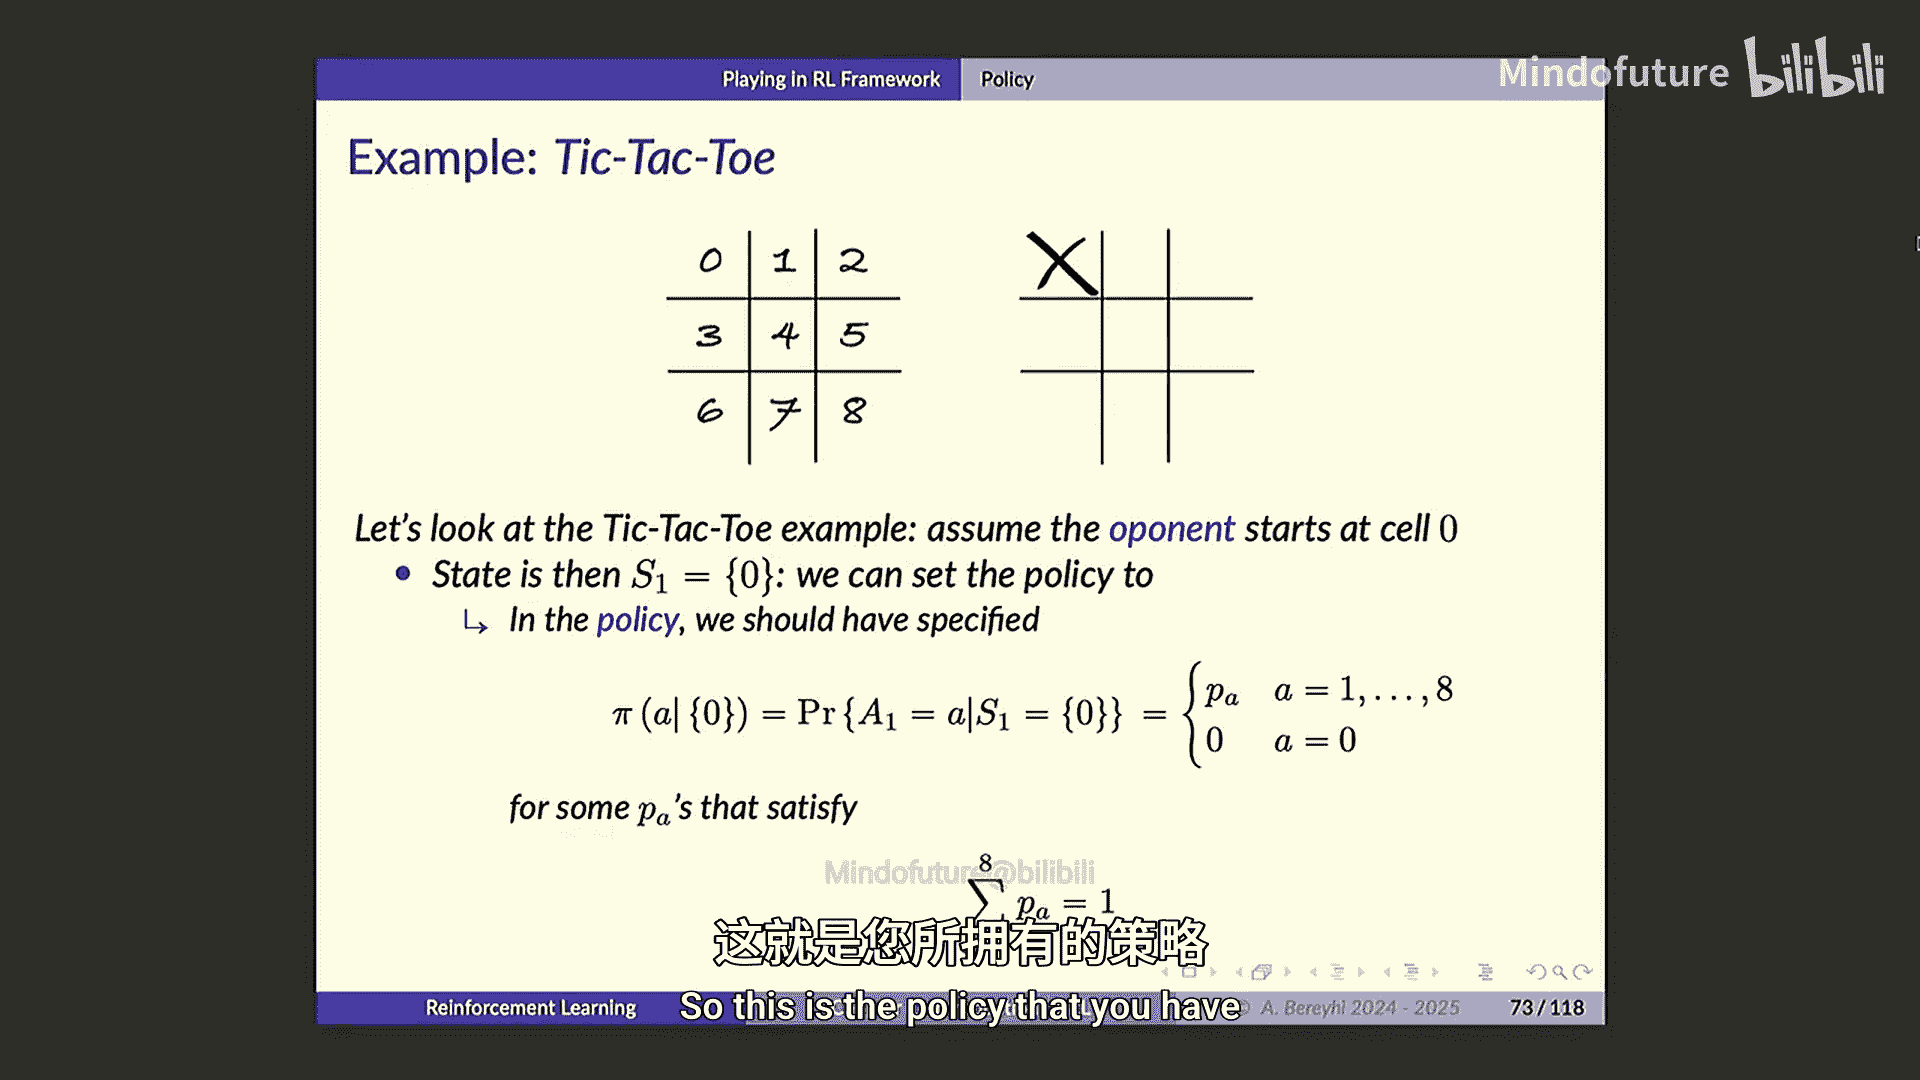 Playing in RL Framework Policy
Mindofuture bilibili
Example: Tic-Tac-Toe
0 1 2
3 4 5
6 7 8
X
Let's look at the Tic-Tac-Toe example: assume the oponent starts at cell 0
• State is then S₁ = {0}: we can set the policy to
↳ In the policy, we should have specified
π (a| {0}) = Pr {A₁ = a|S₁ = {0}} = { pₐ a = 1, . . . , 8
0 a = 0
for some pₐ's that satisfy
Mindofuture@bilibili
8
∑ pₐ = 1
这就是您所拥有的策略
So this is the policy that you have
Reinforcement Learning © A. Bereyhi 2024 - 2025 73 / 118